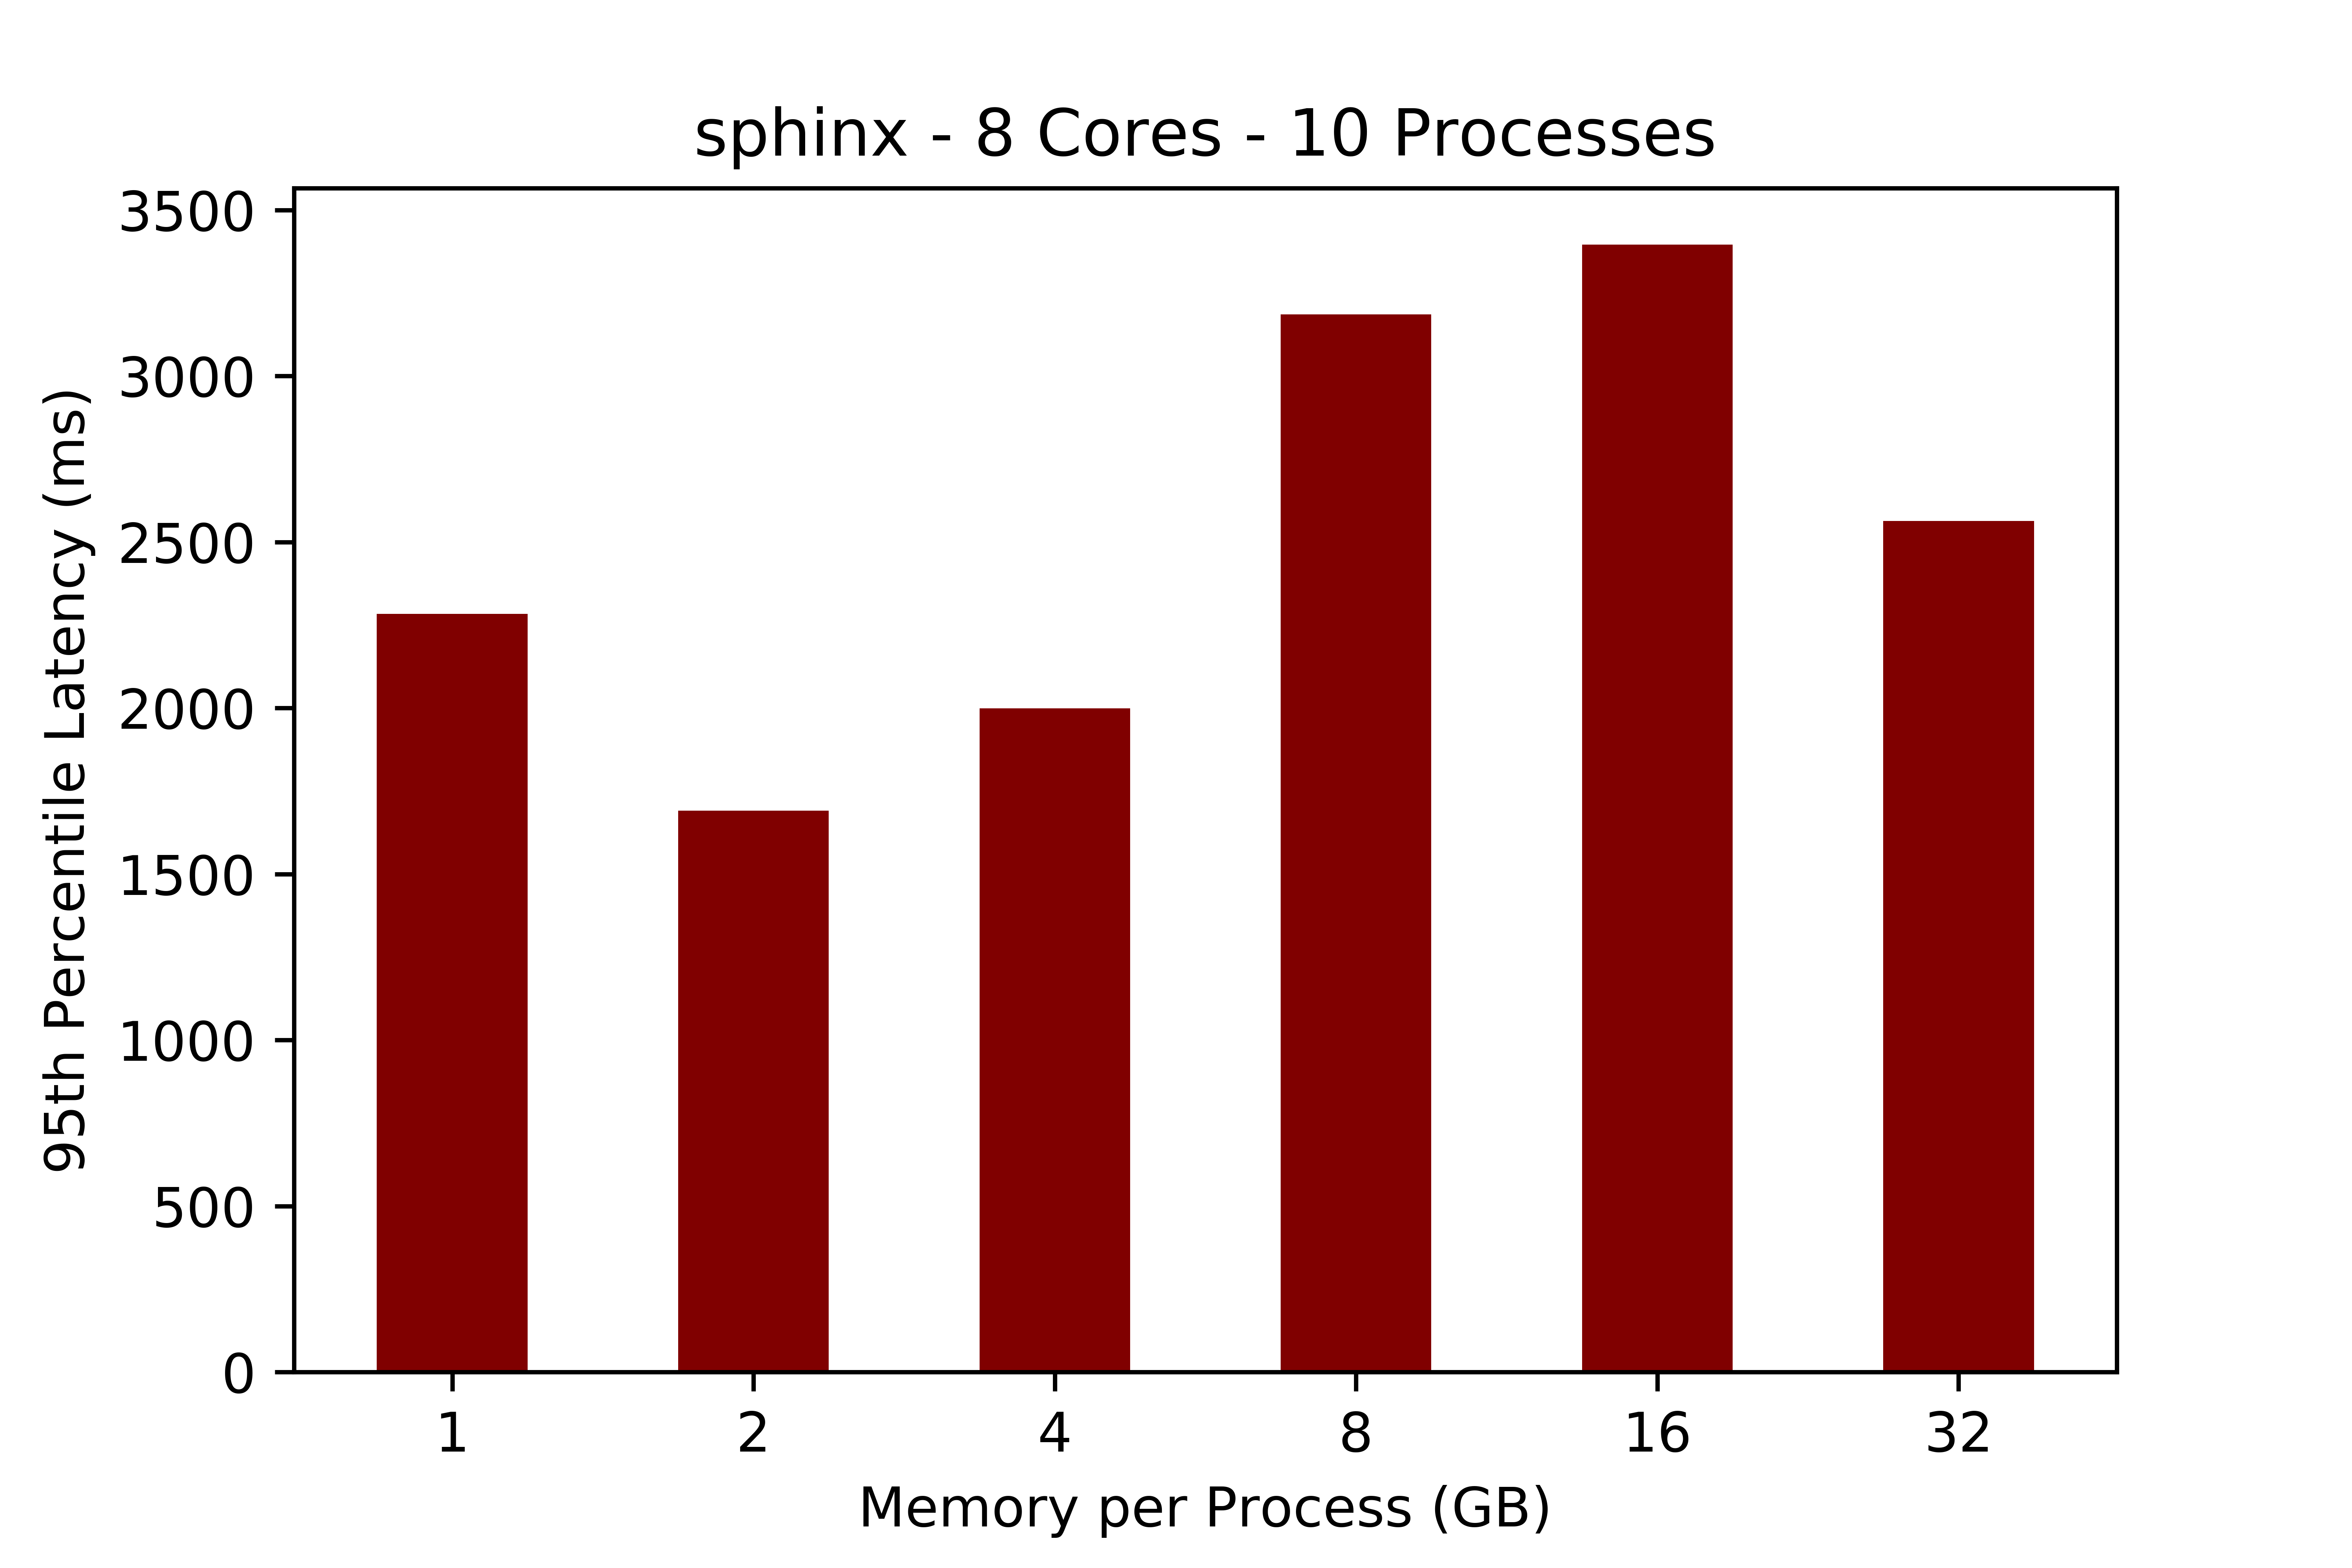 sphinx - 8 Cores - 10 Processes
95th Percentile Latency (ms)
3500
3000
2500
2000
1500
1000
500
0
1 2 4 8 16 32
Memory per Process (GB)